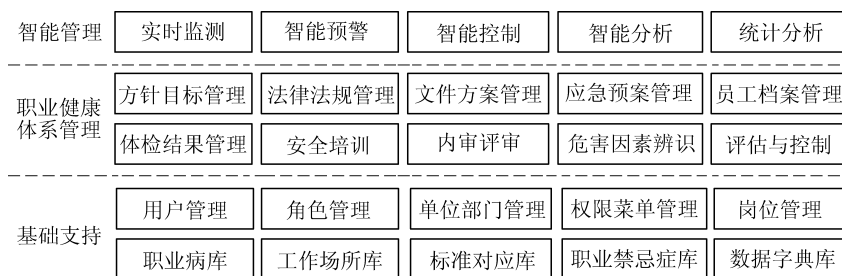 智能管理 实时监测 智能预警 智能控制 智能分析 统计分析
职业健康体系管理
方针目标管理 法律法规管理 文件方案管理 应急预案管理 员工档案管理
体检结果管理 安全培训 内审评审 危害因素辨识 评估与控制
基础支持
用户管理 角色管理 单位部门管理 权限菜单管理 岗位管理
职业病库 工作场所库 标准对应库 职业禁忌症库 数据字典库